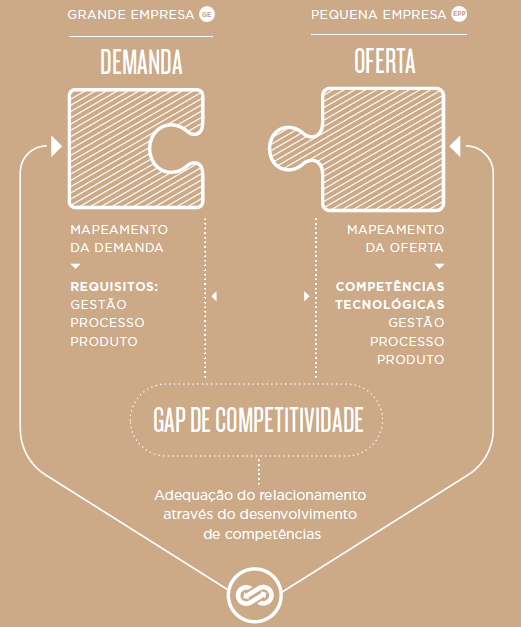 GRANDE EMPRESA GE
DEMANDA
MAPEAMENTO
DA DEMANDA
REQUISITOS:
GESTÃO
PROCESSO
PRODUTO
PEQUENA EMPRESA EPP
OFERTA
MAPEAMENTO
DA OFERTA
COMPETÊNCIAS
TECNOLÓGICAS
GESTÃO
PROCESSO
PRODUTO
GAP DE COMPETITIVIDADE
Adequação do relacionamento
através do desenvolvimento
de competências